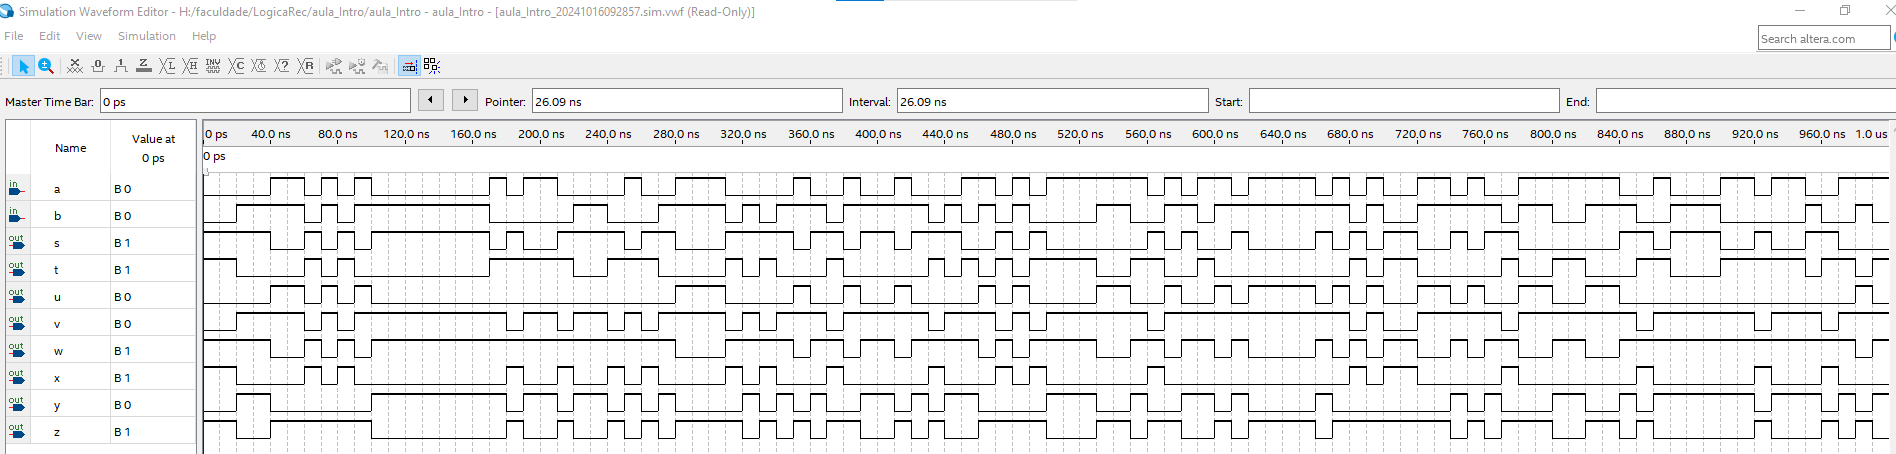 Simulation Waveform Editor - H:/faculdade/LogicaRec/aula_Intro/aula_Intro - aula_Intro - [aula_Intro_20241016092857.sim.vwf (Read-Only)]
File Edit View Simulation Help
Search altera.com
Master Time Bar: 0 ps Pointer: 26.09 ns Interval: 26.09 ns Start: End:
Name Value at 0 ps
0 ps 40.0 ns 80.0 ns 120.0 ns 160.0 ns 200.0 ns 240.0 ns 280.0 ns 320.0 ns 360.0 ns 400.0 ns 440.0 ns 480.0 ns 520.0 ns 560.0 ns 600.0 ns 640.0 ns 680.0 ns 720.0 ns 760.0 ns 800.0 ns 840.0 ns 880.0 ns 920.0 ns 960.0 ns 1.0 us
0 ps
in a B 0
in b B 0
out s B 1
out t B 1
out u B 0
out v B 0
out w B 1
out x B 1
out y B 0
out z B 1